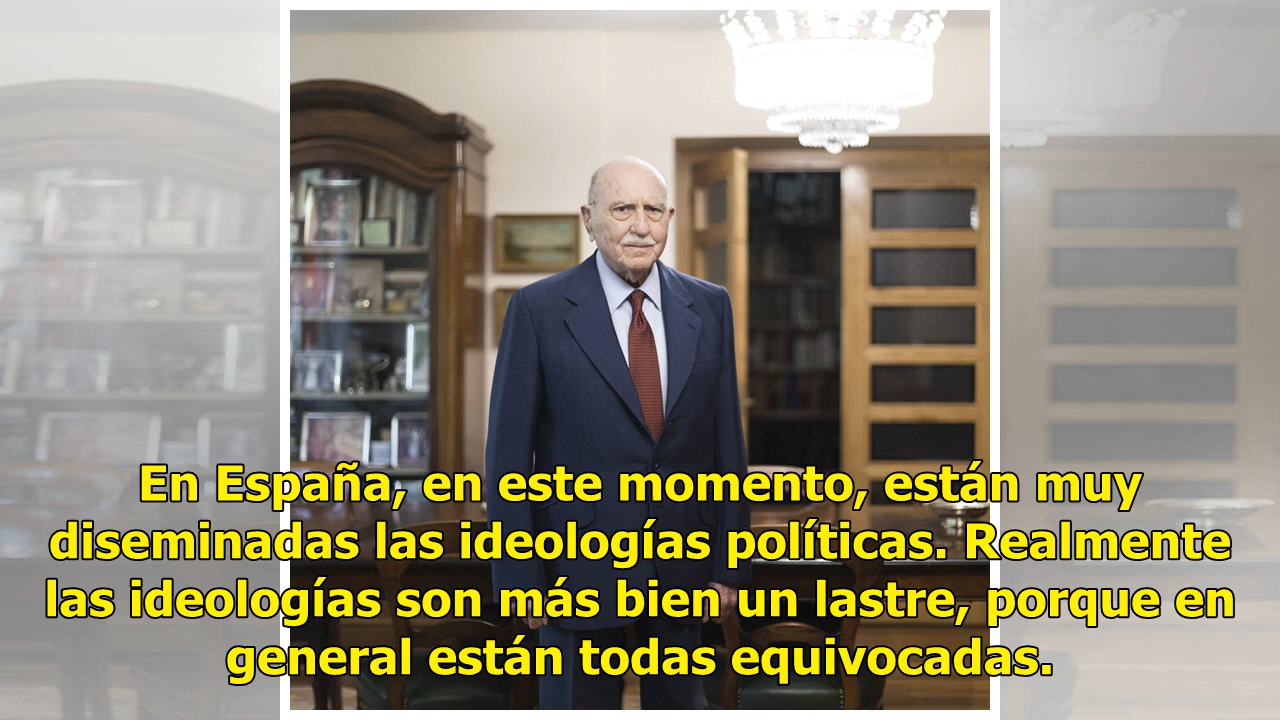 En España, en este momento, están muy
diseminadas las ideologías políticas. Realmente
las ideologías son más bien un lastre, porque en
general están todas equivocadas.